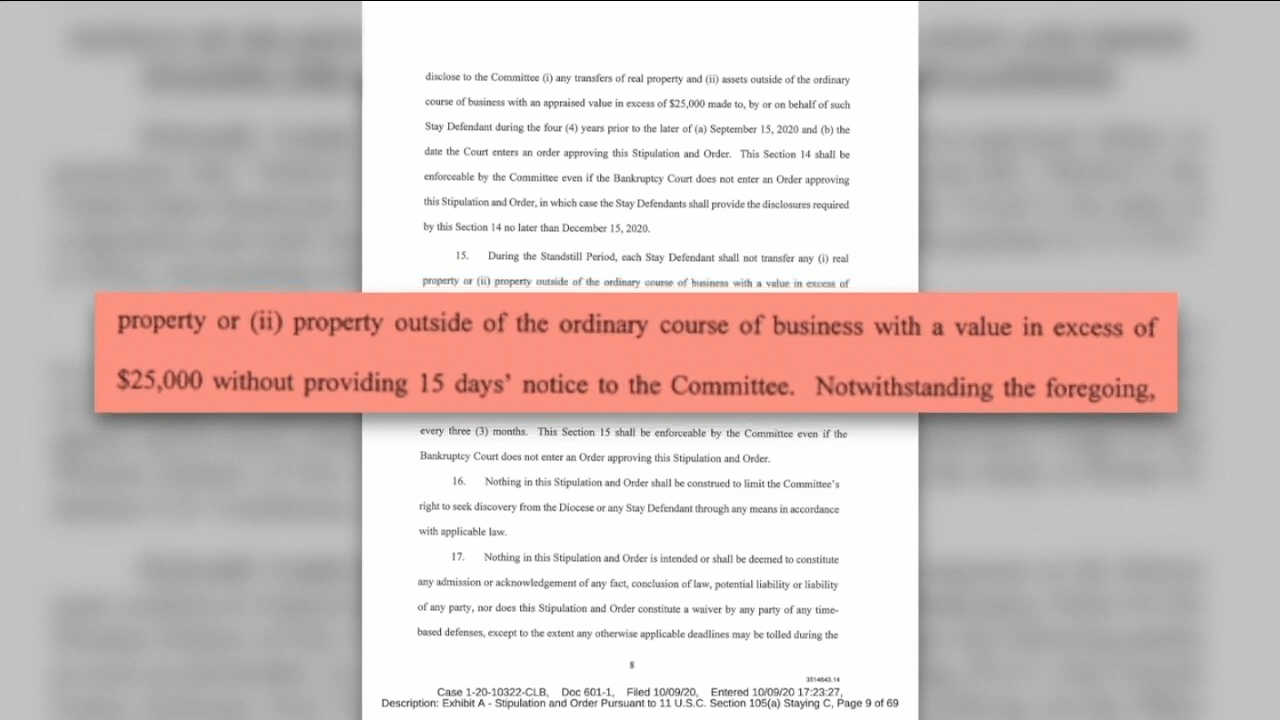 disclose to the Committee (i) any transfers of real property and (ii) assets outside of the ordinary
course of business with an appraised value in excess of $25,000 made to, by or on behalf of such
Stay Defendant during the four (4) years prior to the later of (a) September 15, 2020 and (b) the
date the Court enters an order approving this Stipulation and Order. This Section 14 shall be
enforceable by the Committee even if the Bankruptcy Court does not enter an Order approving
this Stipulation and Order, in which case the Stay Defendants shall provide the disclosures required
by this Section 14 no later than December 15, 2020.
15. During the Standstill Period, each Stay Defendant shall not transfer any (i) real
property or (ii) property outside of the ordinary course of business with a value in excess of
property or (ii) property outside of the ordinary course of business with a value in excess of
$25,000 without providing 15 days' notice to the Committee. Notwithstanding the foregoing,
every three (3) months. This Section 15 shall be enforceable by the Committee even if the
Bankruptcy Court does not enter an Order approving this Stipulation and Order.
16. Nothing in this Stipulation and Order shall be construed to limit the Committee's
right to seek discovery from the Diocese or any Stay Defendant through any means in accordance
with applicable law.
17. Nothing in this Stipulation and Order is intended or shall be deemed to constitute
any admission or acknowledgement of any fact, conclusion of law, potential liability or liability
of any party, nor does this Stipulation and Order constitute a waiver by any party of any time-
based defenses, except to the extent any otherwise applicable deadlines may be tolled during the
8
3514643.14
Case 1-20-10322-CLB, Doc 601-1, Filed 10/09/20, Entered 10/09/20 17:23:27,
Description: Exhibit A - Stipulation and Order Pursuant to 11 U.S.C. Section 105(a) Staying C, Page 9 of 69